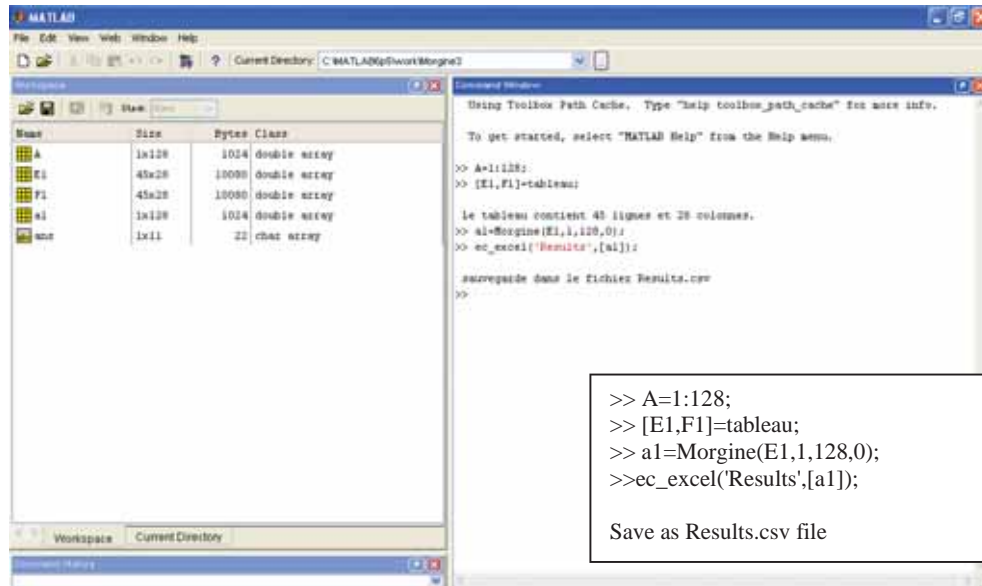 MATLAB
File Edit View Web Window Help
Current Directory: C:\MATLAB6p5\work\Morgine3
Workspace
Stack:
Name Size Bytes Class
A 1x128 1024 double array
E1 45x28 10080 double array
F1 45x28 10080 double array
a1 1x128 1024 double array
ans 1x11 22 char array
Workspace Current Directory
Command History
Command Window
Using Toolbox Path Cache. Type "help toolbox_path_cache" for more info.
To get started, select "MATLAB Help" from the Help menu.
>> A=1:128;
>> [E1,F1]=tableau;
le tableau contient 45 lignes et 28 colonnes.
>> a1=Morgine(E1,1,128,0);
>> ec_excel('Results',[a1]);
sauvegarde dans le fichier Results.csv
>>
>> A=1:128;
>> [E1,F1]=tableau;
>> a1=Morgine(E1,1,128,0);
>>ec_excel('Results',[a1]);
Save as Results.csv file